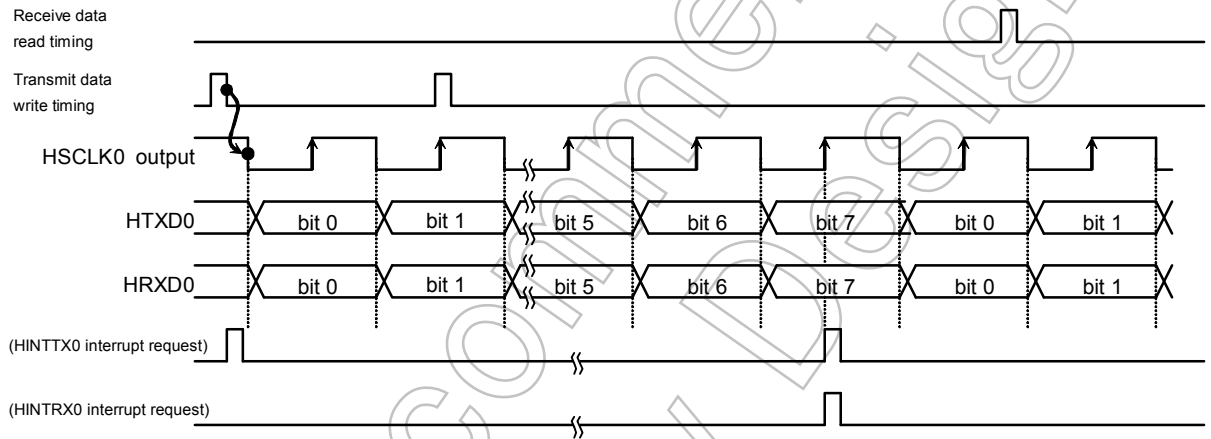 Receive data
read timing
Transmit data
write timing
HSCLK0 output
HTXD0 bit 0 bit 1 bit 5 bit 6 bit 7 bit 0 bit 1
HRXD0 bit 0 bit 1 bit 5 bit 6 bit 7 bit 0 bit 1
(HINTTX0 interrupt request)
(HINTRX0 interrupt request)